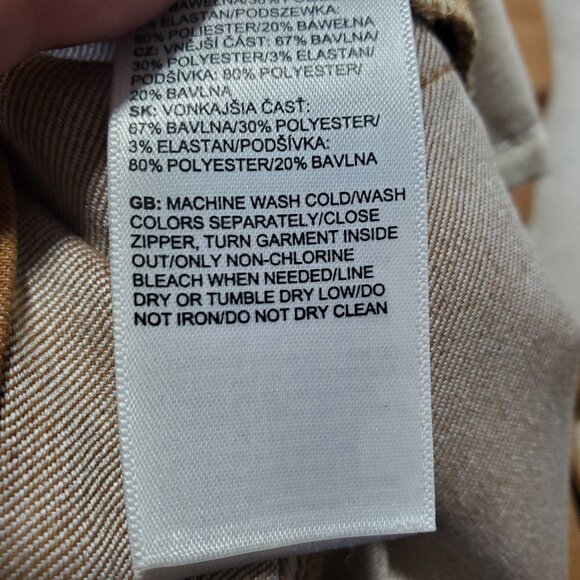 3% ELASTAN/PODSZEWKA:
80% POLIESTER/20% BAWEŁNA
CZ: VNĚJŠÍ ČÁST: 67% BAVLNA/
30% POLYESTER/3% ELASTAN/
PODŠÍVKA: 80% POLYESTER/
20% BAVLNA
SK: VONKAJŠIA ČASŤ:
67% BAVLNA/30% POLYESTER/
3% ELASTAN/PODŠÍVKA:
80% POLYESTER/20% BAVLNA
GB: MACHINE WASH COLD/WASH
COLORS SEPARATELY/CLOSE
ZIPPER, TURN GARMENT INSIDE
OUT/ONLY NON-CHLORINE
BLEACH WHEN NEEDED/LINE
DRY OR TUMBLE DRY LOW/DO
NOT IRON/DO NOT DRY CLEAN